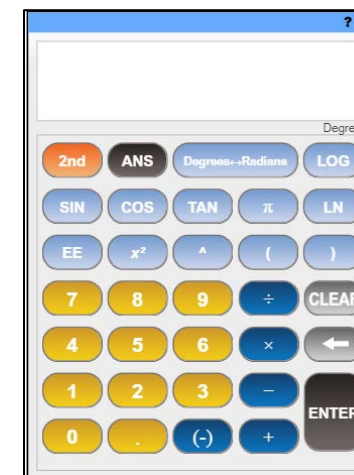 ?
Degre
2nd ANS Degrees↔Radians LOG
SIN COS TAN π LN
EE x² ^ ( )
7 8 9 ÷ CLEAR
4 5 6 × ←
1 2 3 −
ENTER
0 . (-) +